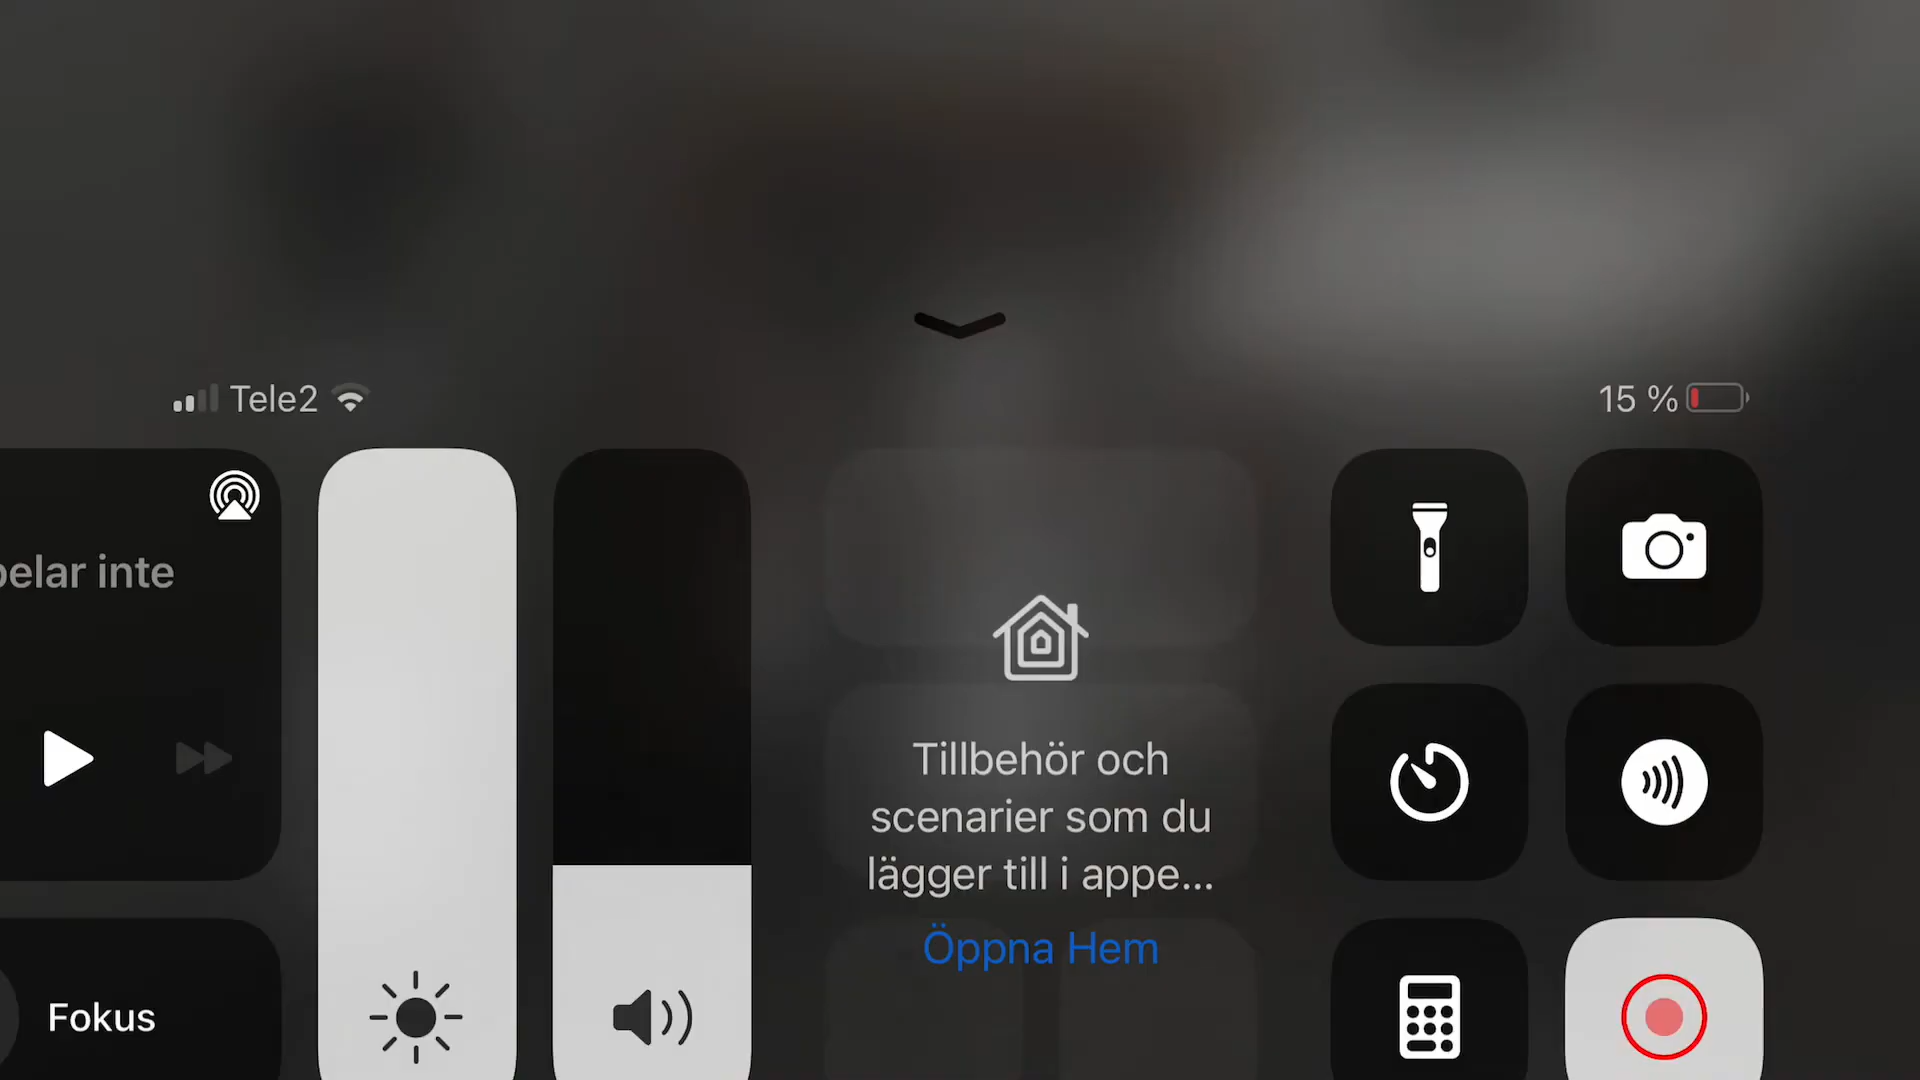 Tele2
15 %
elar inte
Tillbehör och
scenarier som du
lägger till i appe...
Öppna Hem
Fokus